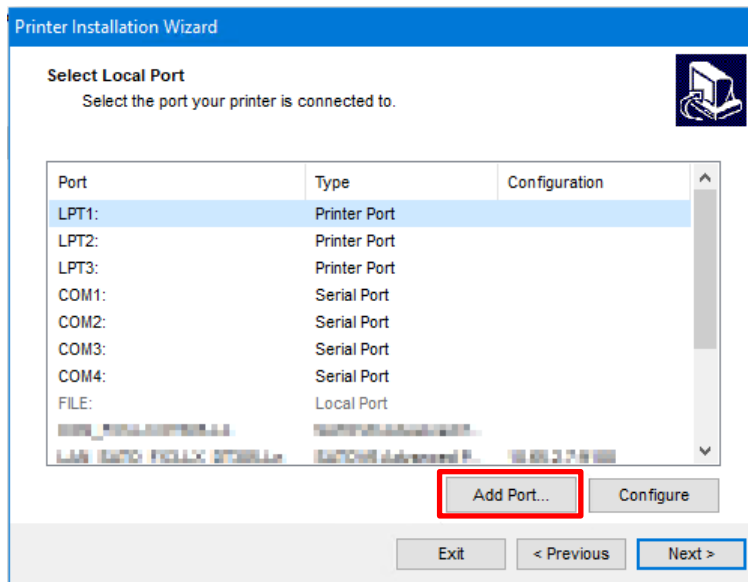 Printer Installation Wizard
Select Local Port
Select the port your printer is connected to.
Port Type Configuration
LPT1: Printer Port
LPT2: Printer Port
LPT3: Printer Port
COM1: Serial Port
COM2: Serial Port
COM3: Serial Port
COM4: Serial Port
FILE: Local Port
Add Port... Configure
Exit < Previous Next >